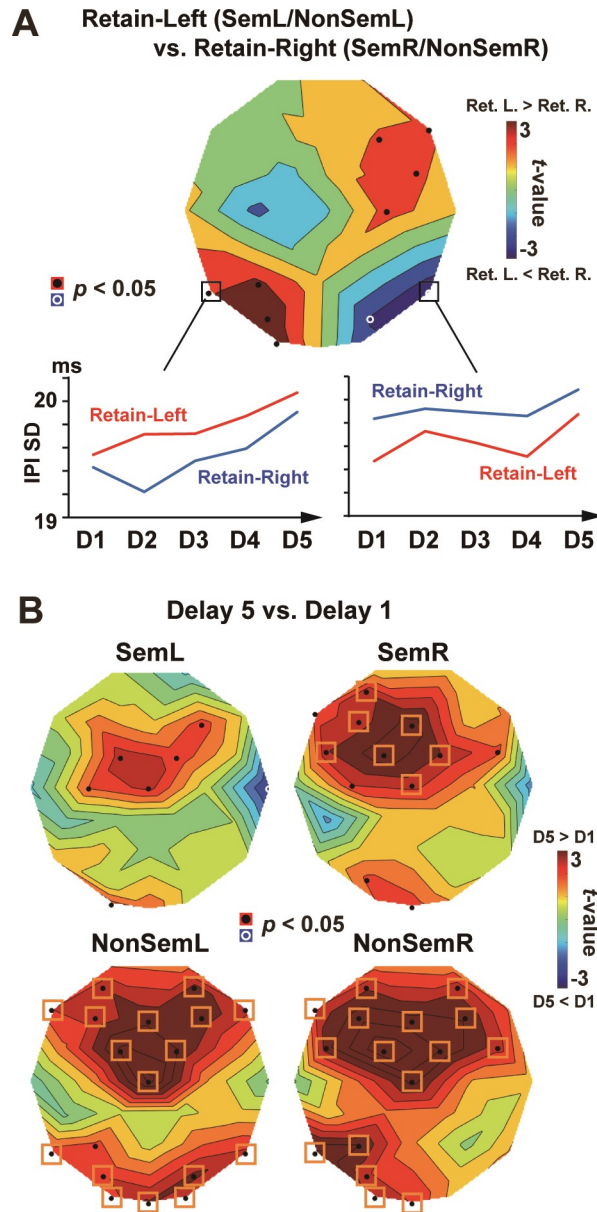 A
Retain-Left (SemL/NonSemL)
vs. Retain-Right (SemR/NonSemR)
Ret. L. > Ret. R.
3
t-value
-3
Ret. L. < Ret. R.
p < 0.05
ms
20
IPI SD
19
Retain-Left
Retain-Right
D1 D2 D3 D4 D5
Retain-Right
Retain-Left
D1 D2 D3 D4 D5
B
Delay 5 vs. Delay 1
SemL SemR
D5 > D1
3
t-value
-3
D5 < D1
p < 0.05
NonSemL NonSemR